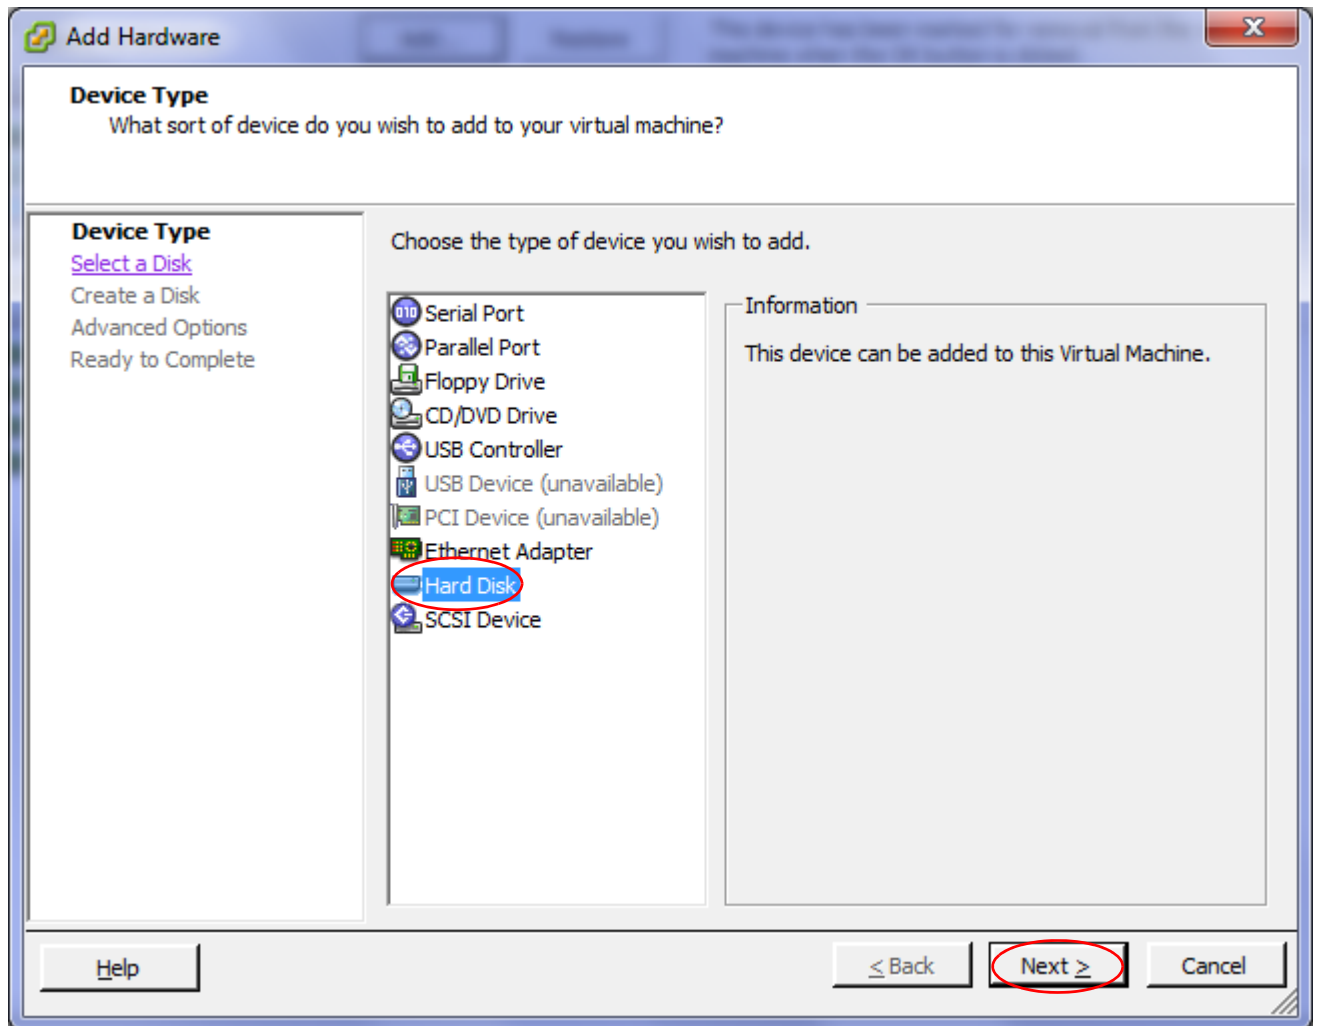 Add Hardware
Device Type
What sort of device do you wish to add to your virtual machine?
Device Type
Select a Disk
Create a Disk
Advanced Options
Ready to Complete
Choose the type of device you wish to add.
Serial Port
Parallel Port
Floppy Drive
CD/DVD Drive
USB Controller
USB Device (unavailable)
PCI Device (unavailable)
Ethernet Adapter
Hard Disk
SCSI Device
Information
This device can be added to this Virtual Machine.
Help
< Back
Next >
Cancel